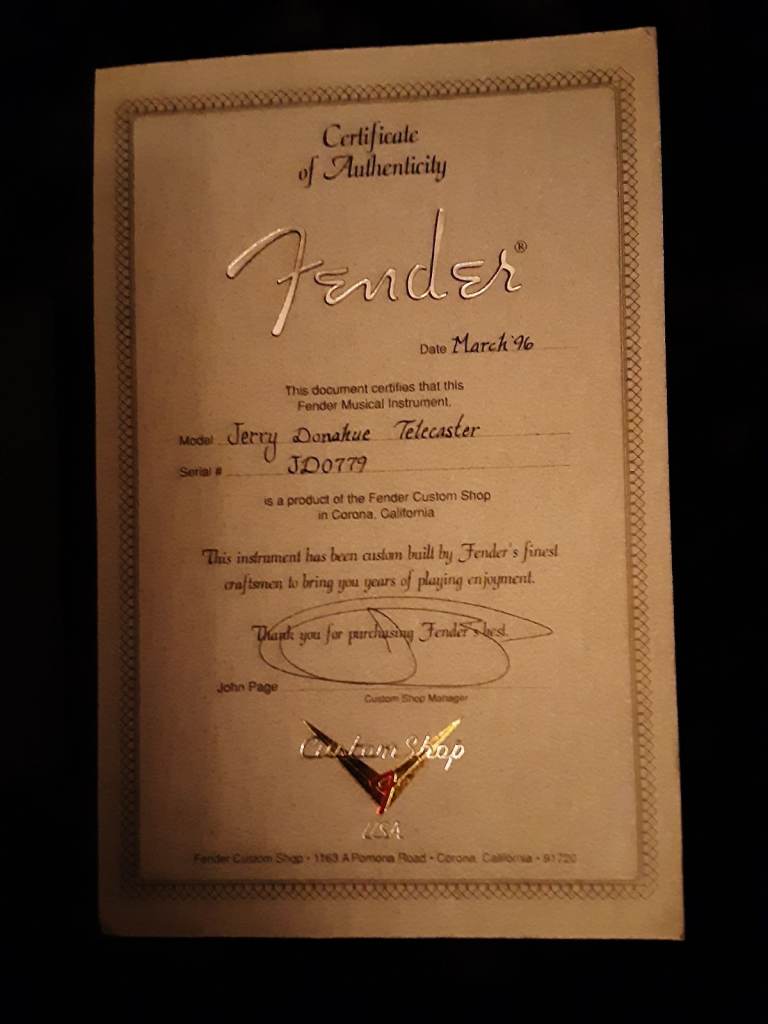 Certificate
of Authenticity
Fender®
Date March '96
This document certifies that this
Fender Musical Instrument,
Model Jerry Donahue Telecaster
Serial # JD0779
is a product of the Fender Custom Shop
in Corona, California
This instrument has been custom built by Fender's finest
craftsmen to bring you years of playing enjoyment.
Thank you for purchasing Fender's best.
John Page
Custom Shop Manager
Custom Shop
USA
Fender Custom Shop • 1163 A Pomona Road • Corona, California • 91720